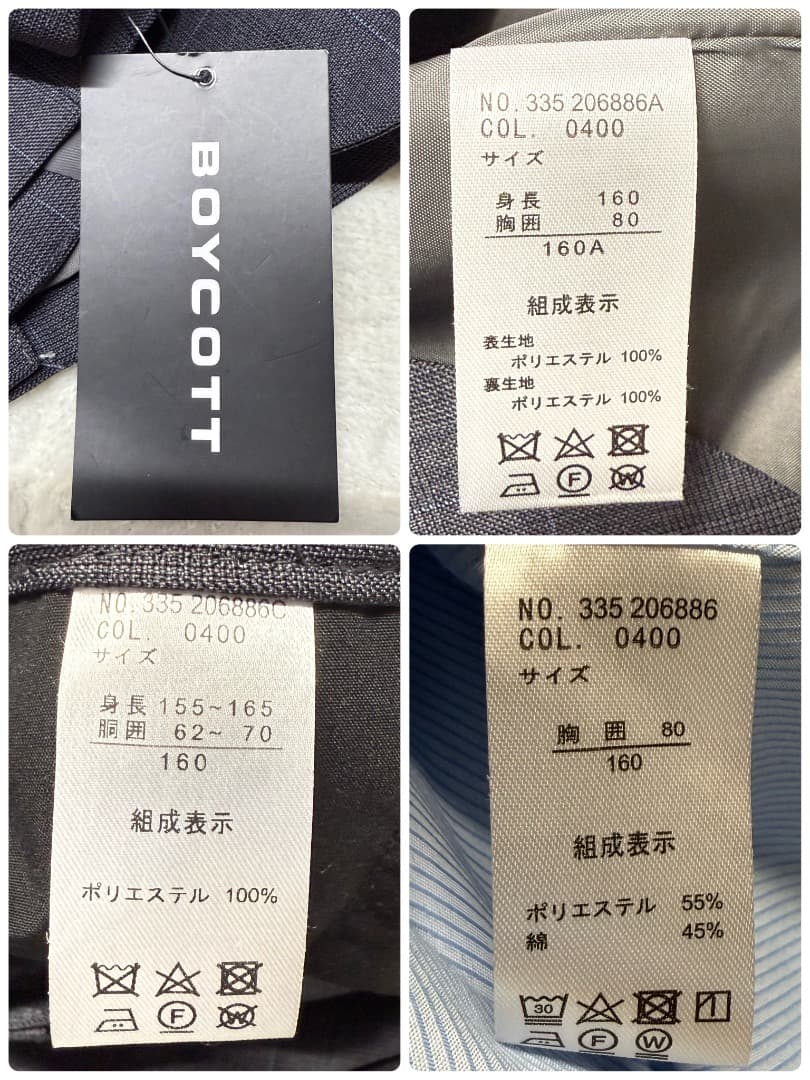 BOYCOTT
NO. 335 206886A
COL. 0400
サイズ
身長 160
胸囲 80
160A
組成表示
表生地
ポリエステル 100%
裏生地
ポリエステル 100%
F W
NO. 335 206886C
COL. 0400
サイズ
身長 155~165
胴囲 62~ 70
160
組成表示
ポリエステル 100%
F W
NO. 335 206886
COL. 0400
サイズ
胸囲 80
160
組成表示
ポリエステル 55%
綿 45%
30
F W